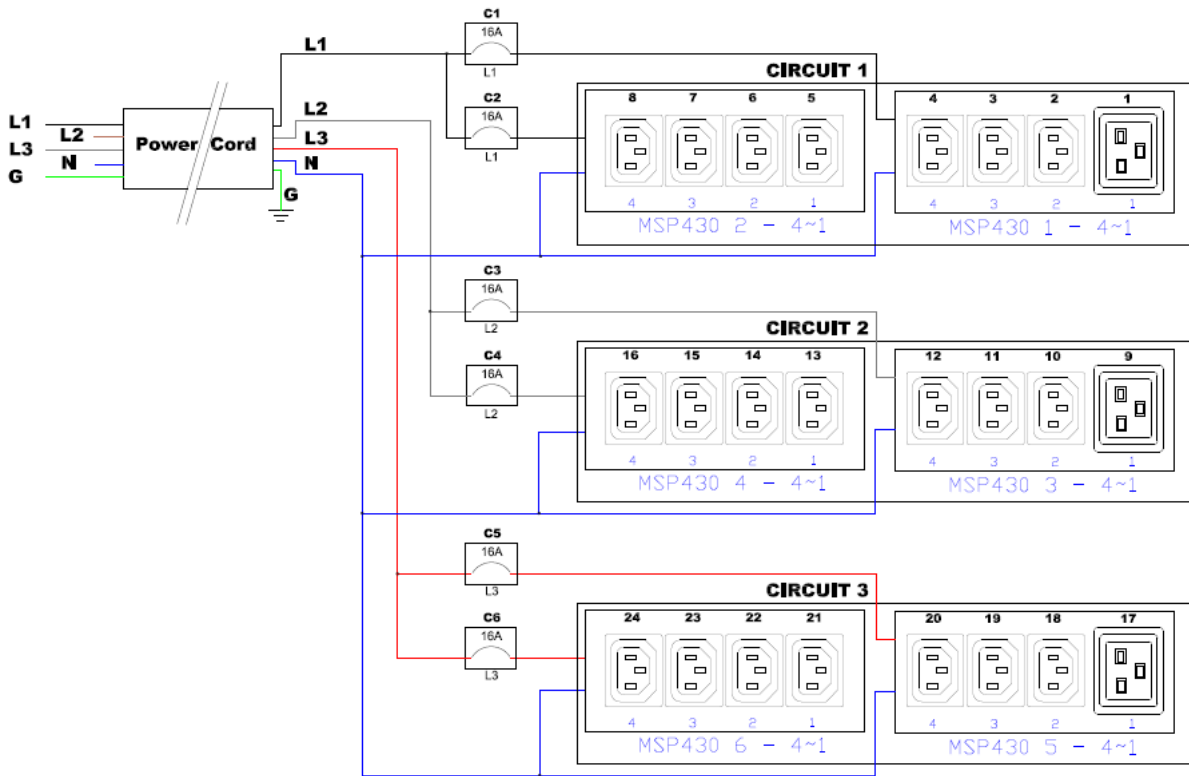 C1
16A
L1
L1
CIRCUIT 1
8 7 6 5 4 3 2 1
C2
16A
L1
L2
L1
L2
L3
N
G
Power Cord
L3
N
G
4 3 2 1 4 3 2 1
MSP430 2 - 4~1 MSP430 1 - 4~1
C3
16A
L2
CIRCUIT 2
16 15 14 13 12 11 10 9
C4
16A
L2
4 3 2 1 4 3 2 1
MSP430 4 - 4~1 MSP430 3 - 4~1
C5
16A
L3
CIRCUIT 3
24 23 22 21 20 19 18 17
C6
16A
L3
4 3 2 1 4 3 2 1
MSP430 6 - 4~1 MSP430 5 - 4~1